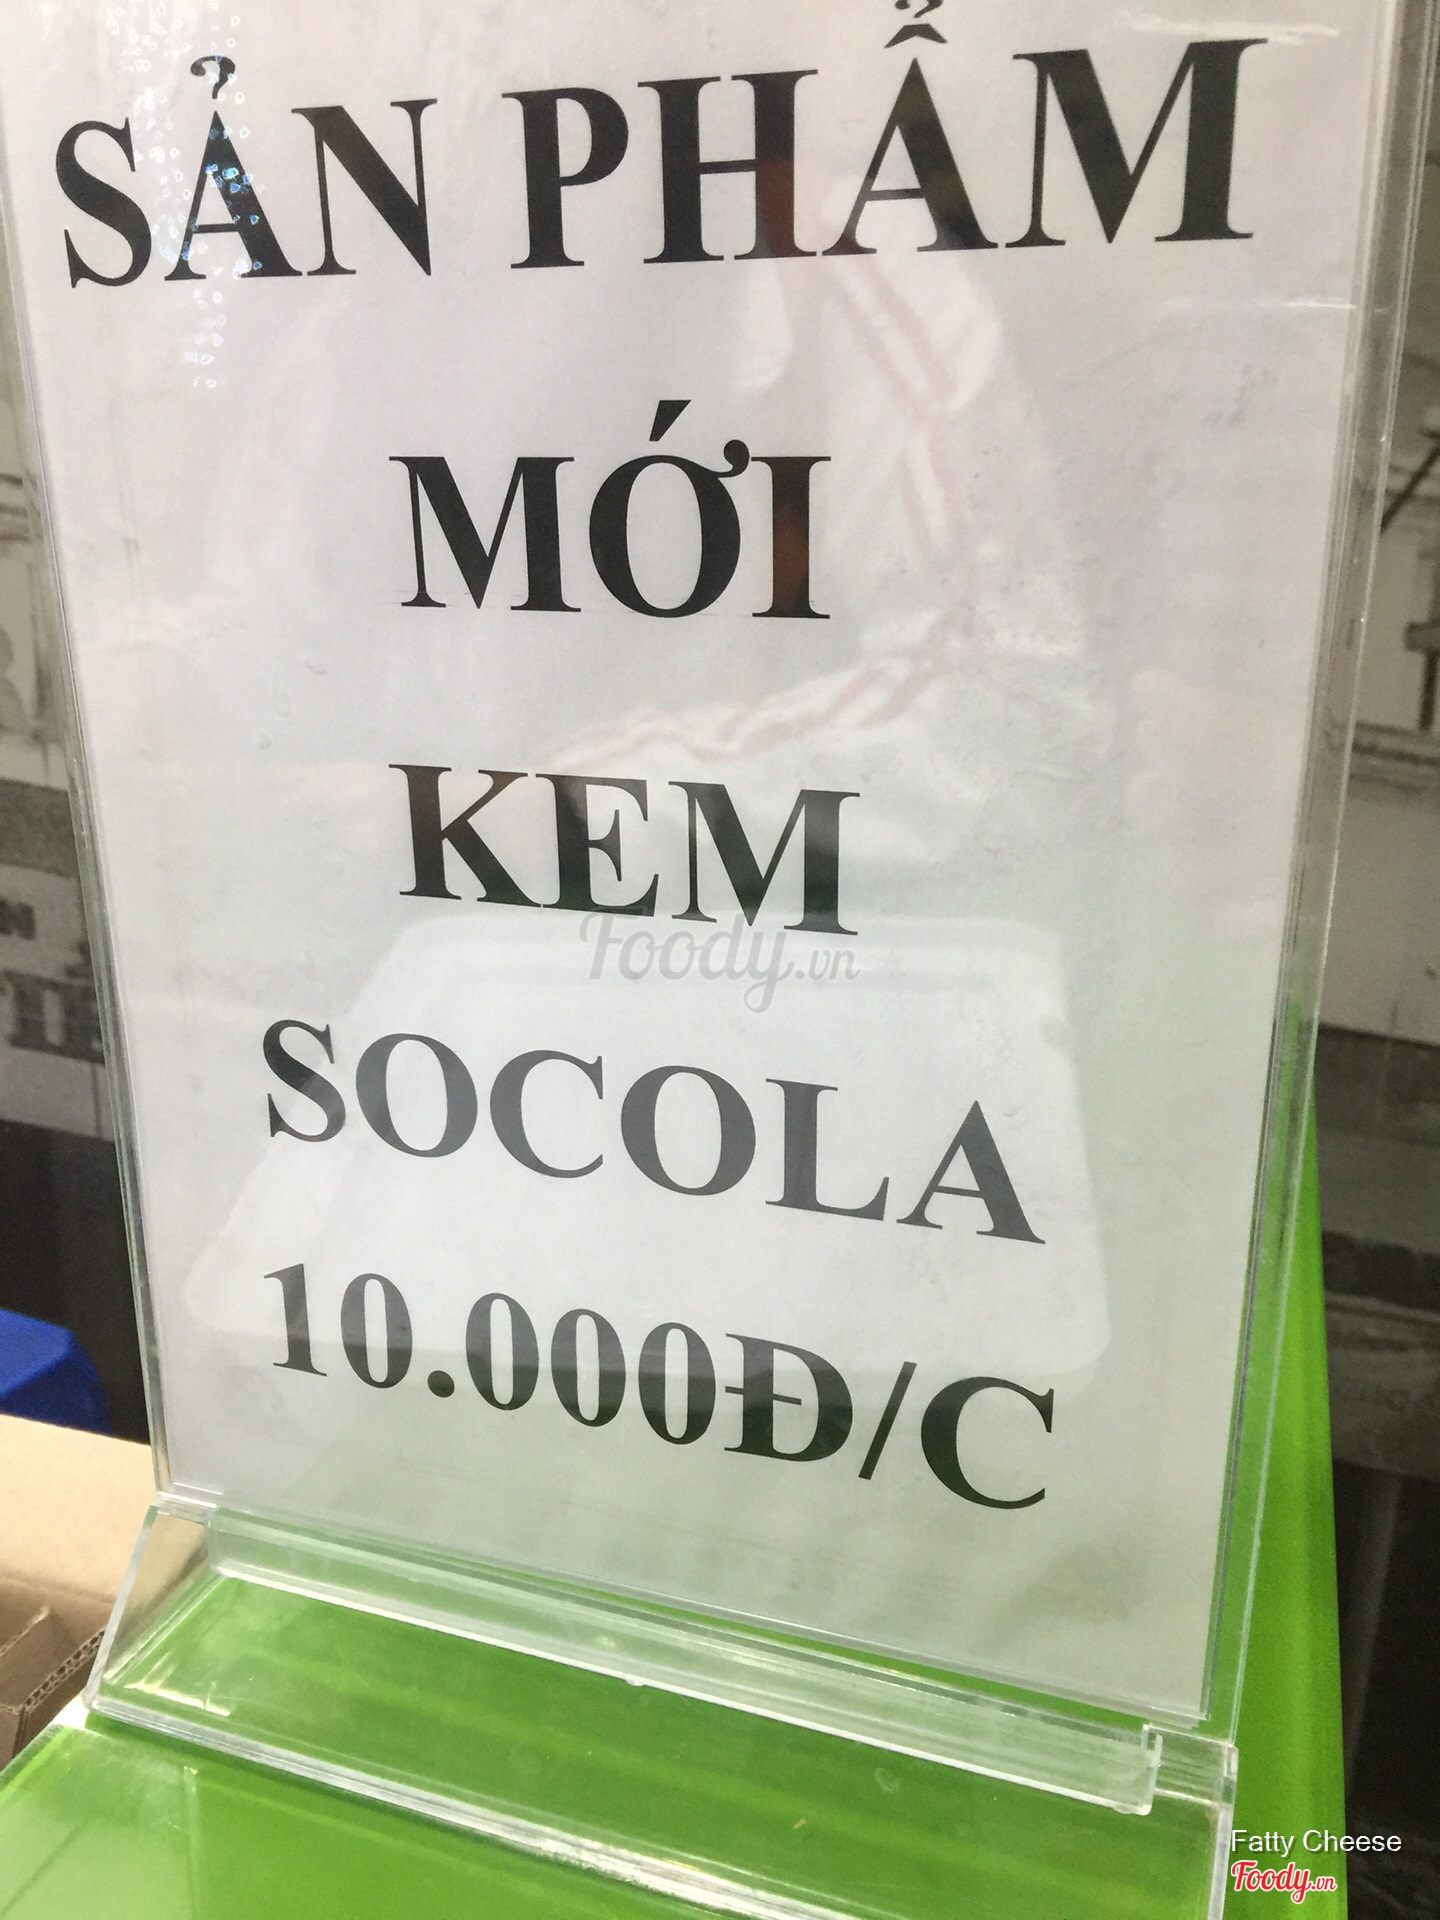 SẢN PHẨM
MỚI
KEM
Foody.vn
SOCOLA
10.000Đ/C
Fatty Cheese
Foody.vn